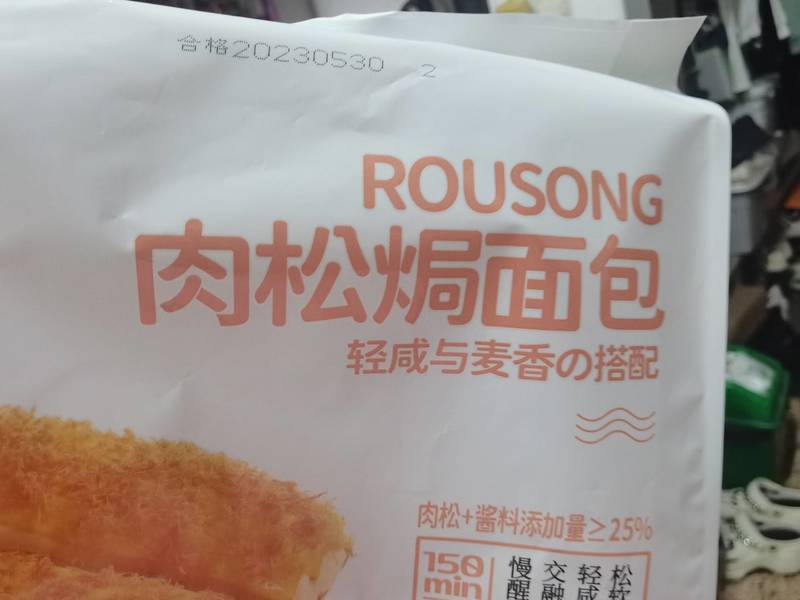 合格20230530 2
ROUSONG
肉松焗面包
轻咸与麦香の搭配
肉松+酱料添加量≥25%
150
min
慢醒
交融
轻咸
松软